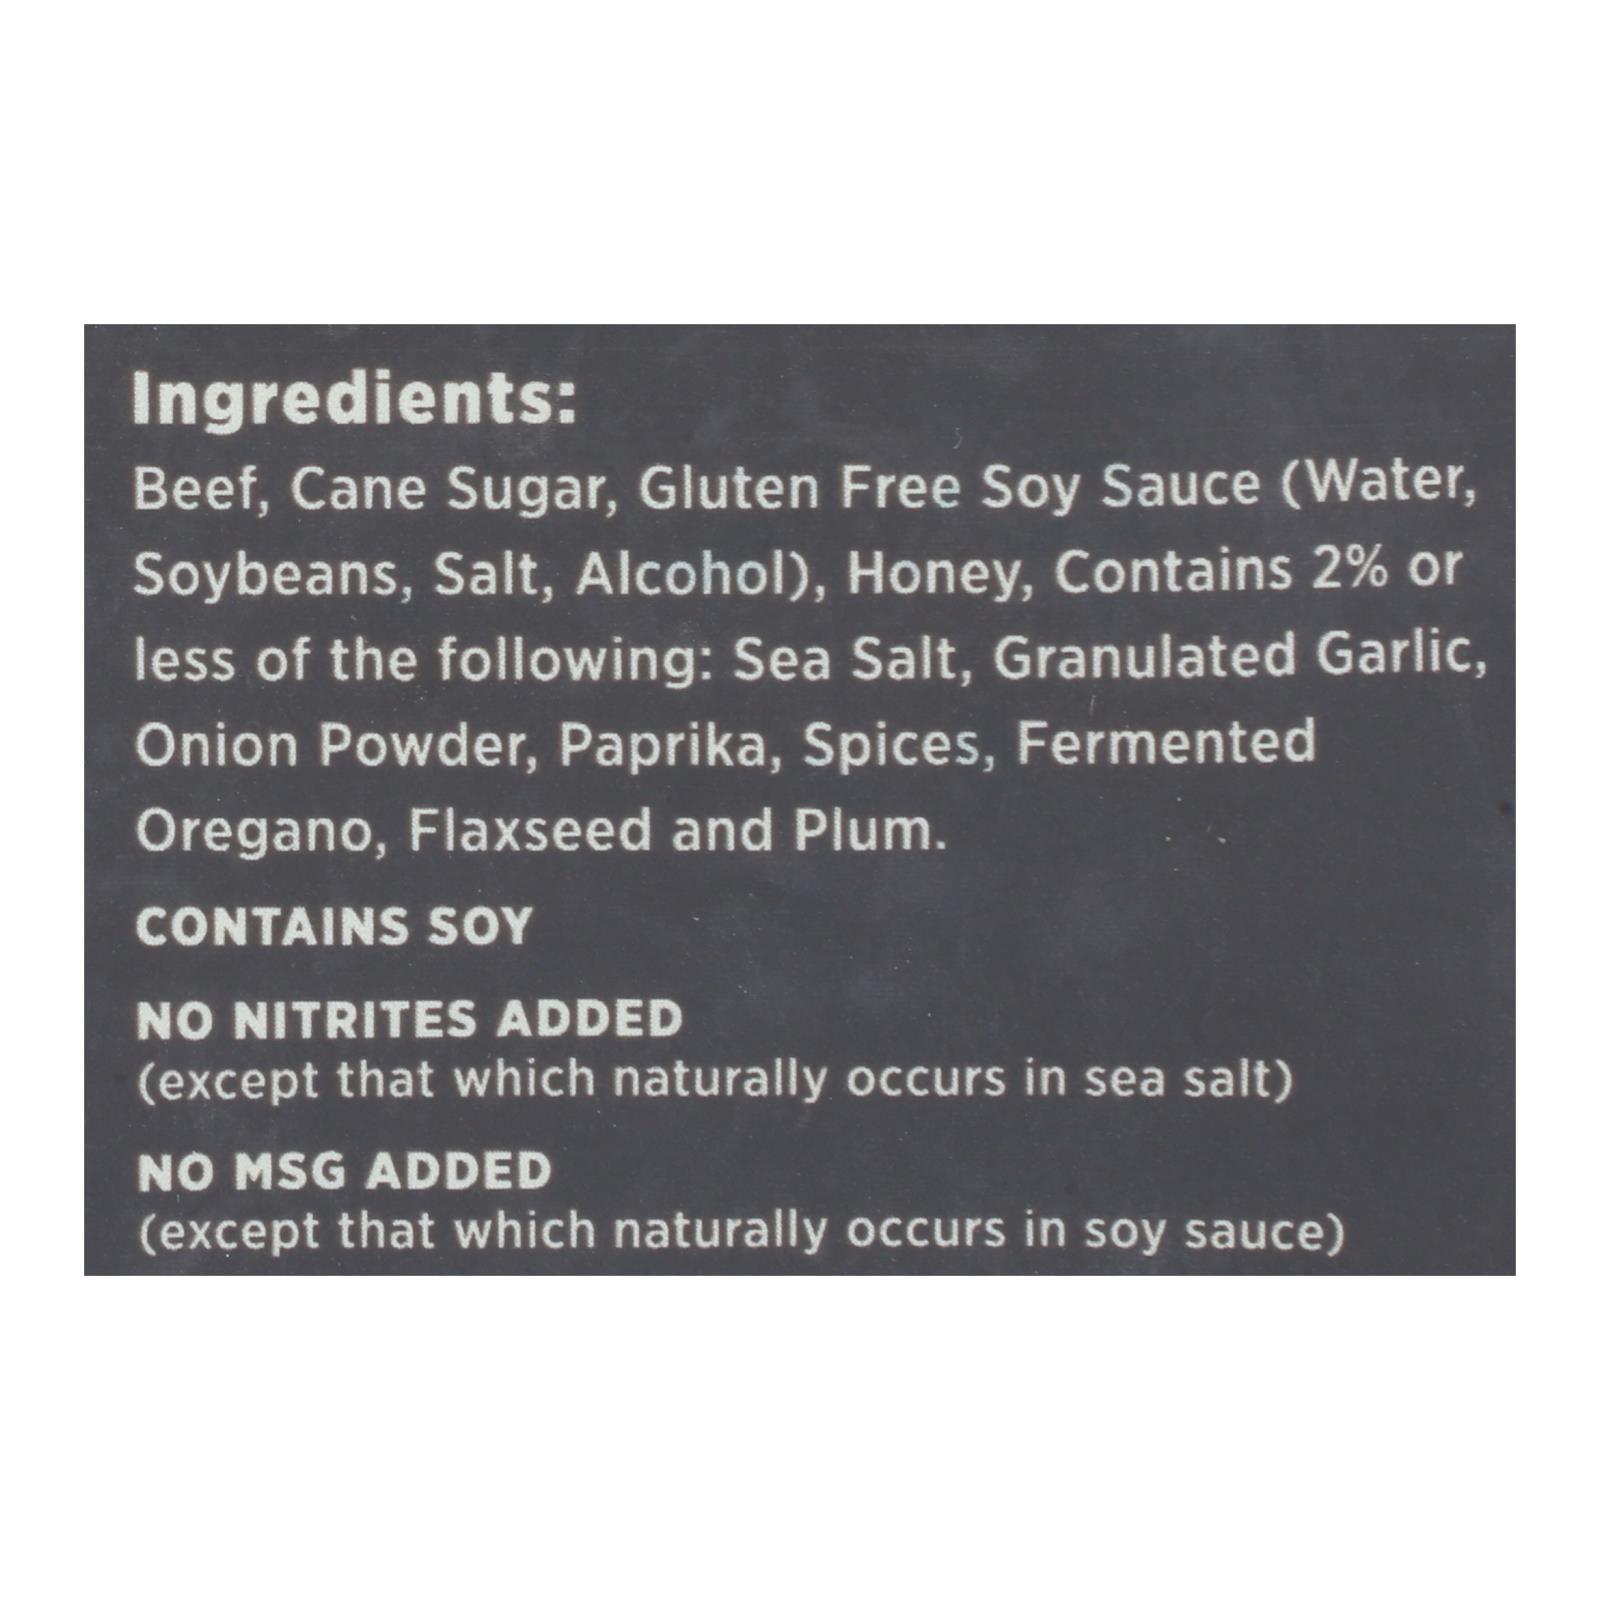 Ingredients:
Beef, Cane Sugar, Gluten Free Soy Sauce (Water,
Soybeans, Salt, Alcohol), Honey, Contains 2% or
less of the following: Sea Salt, Granulated Garlic,
Onion Powder, Paprika, Spices, Fermented
Oregano, Flaxseed and Plum.
CONTAINS SOY
NO NITRITES ADDED
(except that which naturally occurs in sea salt)
NO MSG ADDED
(except that which naturally occurs in soy sauce)